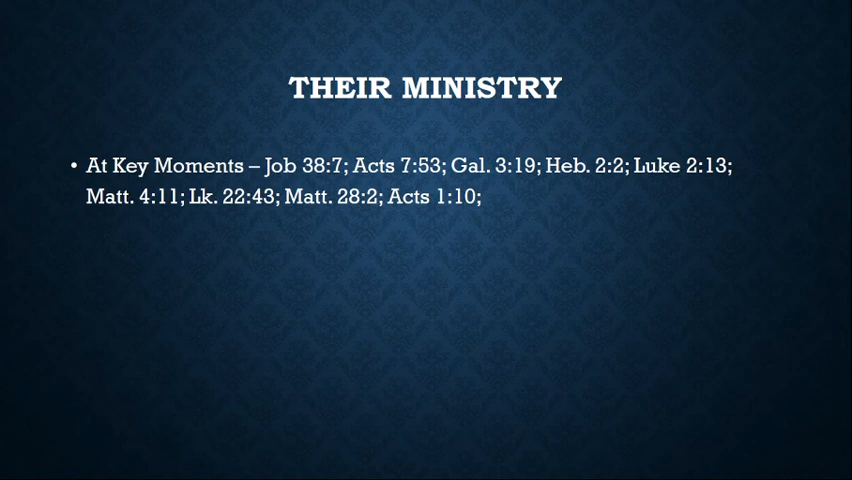 THEIR MINISTRY
• At Key Moments – Job 38:7; Acts 7:53; Gal. 3:19; Heb. 2:2; Luke 2:13;
Matt. 4:11; Lk. 22:43; Matt. 28:2; Acts 1:10;